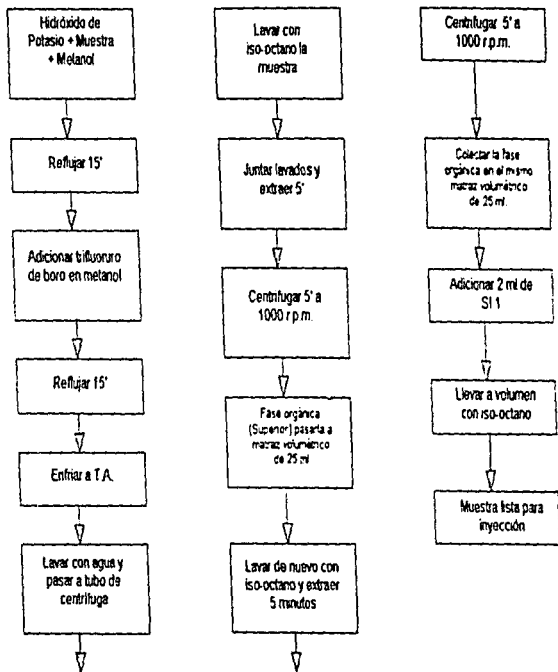 Hidróxido de
Potasio + Muestra
+ Metanol
Reflujar 15'
Adicionar trifluoruro
de boro en metanol
Reflujar 15'
Enfriar a T.A.
Lavar con agua y
pasar a tubo de
centrífuga
Lavar con
iso-octano la
muestra
Juntar lavados y
extraer 5'
Centrifugar 5' a
1000 r.p.m.
Fase orgánica
(Superior) pasarla a
matraz volumétrico
de 25 ml
Lavar de nuevo con
iso-octano y extraer
5 minutos
Centrifugar 5' a
1000 r.p.m.
Colectar la fase
orgánica en el mismo
matraz volumétrico
de 25 ml.
Adicionar 2 ml de
SI 1
Llevar a volumen
con iso-octano
Muestra lista para
inyección